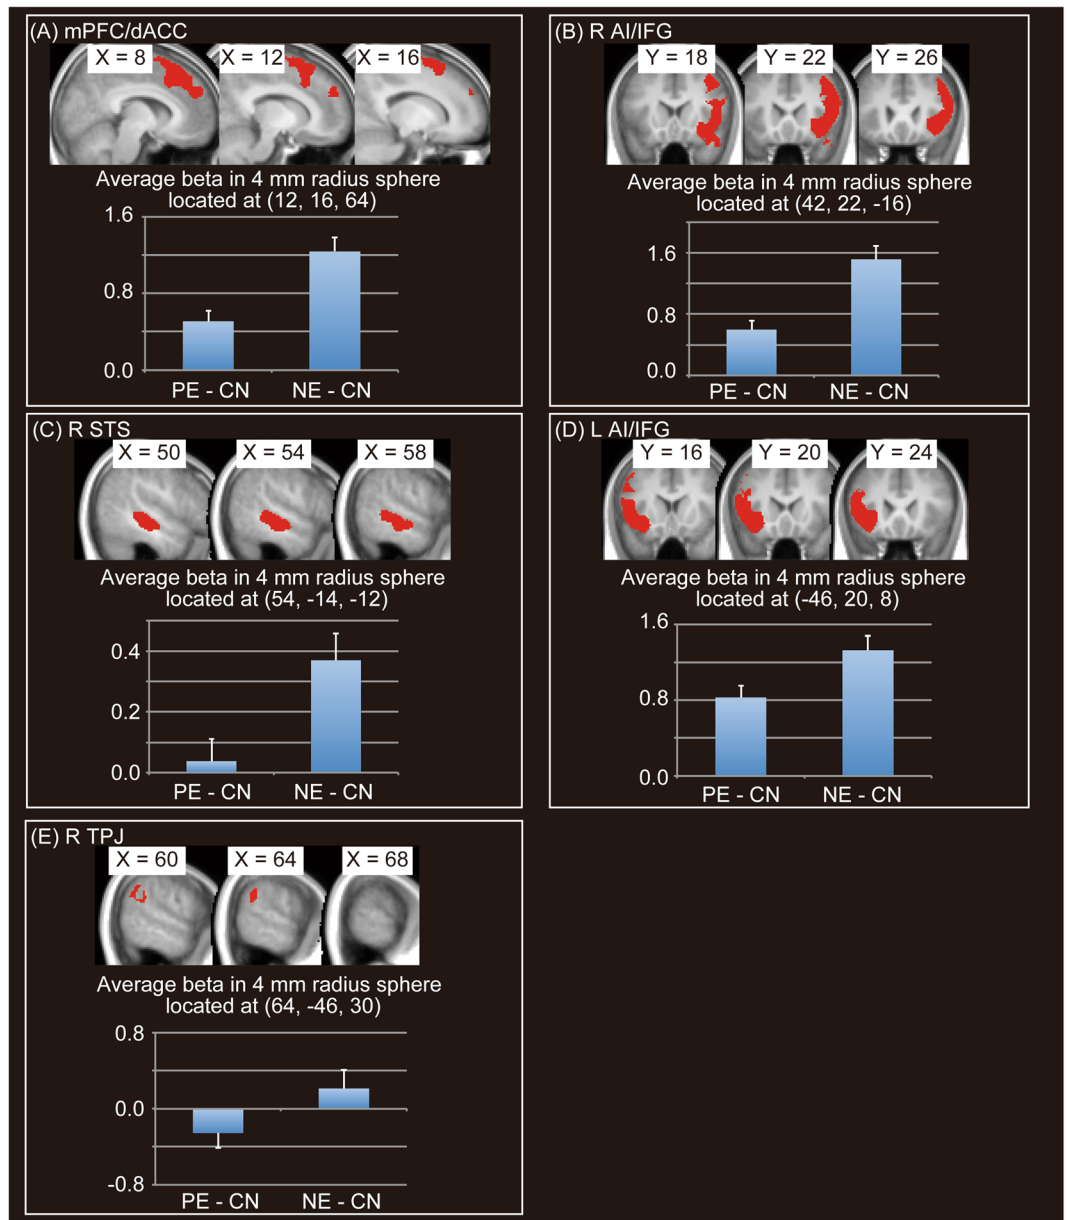 (A) mPFC/dACC
X = 8 X = 12 X = 16
Average beta in 4 mm radius sphere
located at (12, 16, 64)
1.6
0.8
0.0
PE - CN NE - CN
(B) R AI/IFG
Y = 18 Y = 22 Y = 26
Average beta in 4 mm radius sphere
located at (42, 22, -16)
1.6
0.8
0.0
PE - CN NE - CN
(C) R STS
X = 50 X = 54 X = 58
Average beta in 4 mm radius sphere
located at (54, -14, -12)
0.4
0.2
0.0
PE - CN NE - CN
(D) L AI/IFG
Y = 16 Y = 20 Y = 24
Average beta in 4 mm radius sphere
located at (-46, 20, 8)
1.6
0.8
0.0
PE - CN NE - CN
(E) R TPJ
X = 60 X = 64 X = 68
Average beta in 4 mm radius sphere
located at (64, -46, 30)
0.8
0.0
-0.8
PE - CN NE - CN